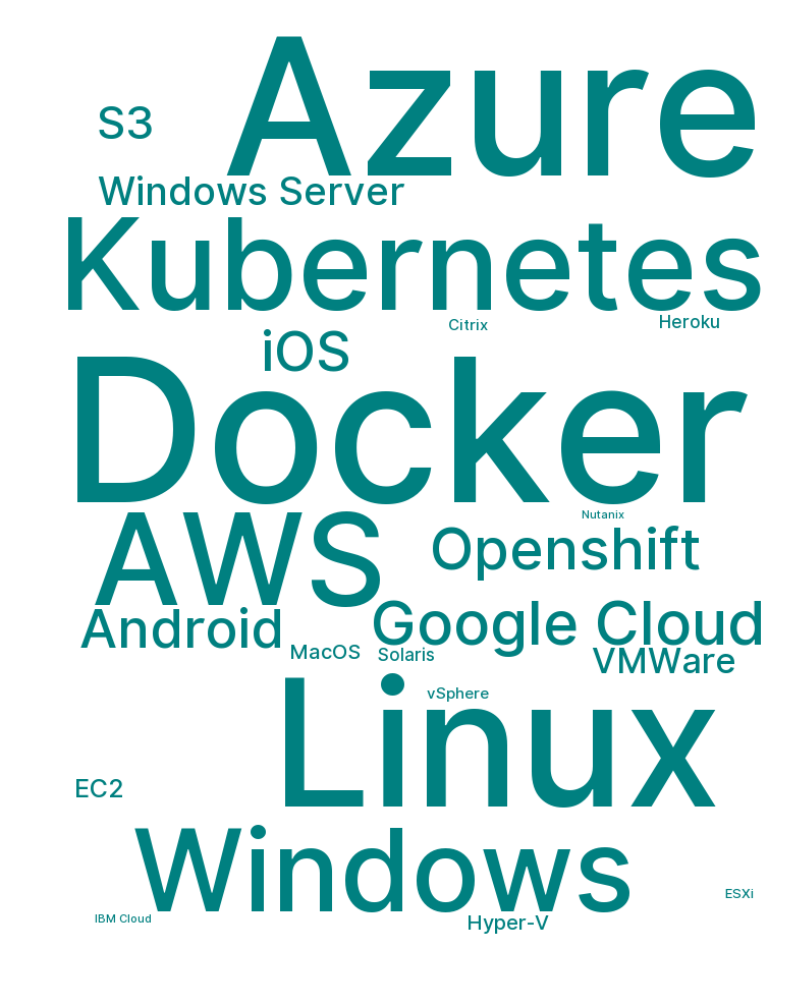 Azure
S3
Windows Server
Kubernetes
Citrix
Heroku
iOS
Docker
Nutanix
AWS
Openshift
Android
Google Cloud
MacOS
Solaris
VMWare
Linux
vSphere
EC2
Windows
ESXi
IBM Cloud
Hyper-V